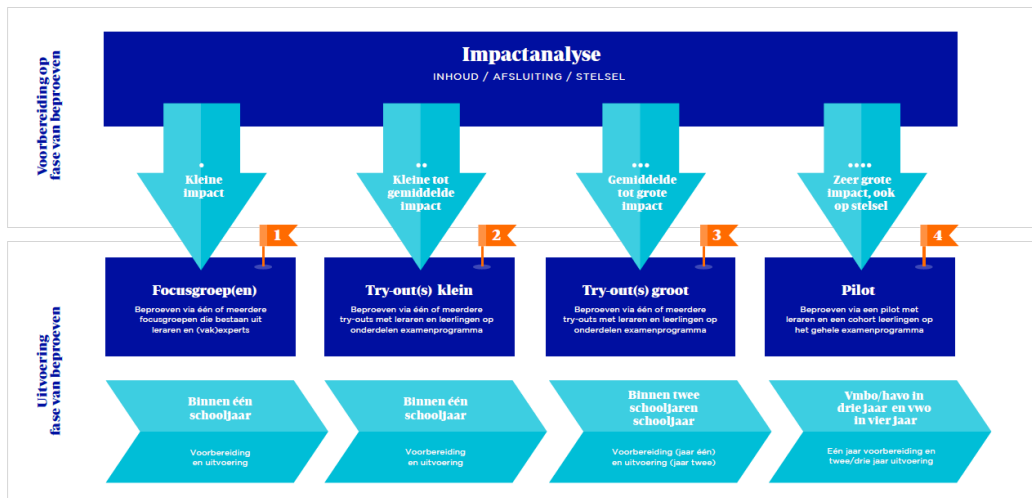 Voorbereiding op
fase van beproeven
Impactanalyse
INHOUD / AFSLUITING / STELSEL
Kleine
impact
Kleine tot
gemiddelde
impact
Gemiddelde
tot grote
impact
Zeer grote
impact, ook
op stelsel
Uitvoering
fase van beproeven
1
Focusgroep(en)
Beproeven via één of meerdere
focusgroepen die bestaan uit
leraren en (vak)experts
2
Try-out(s) klein
Beproeven via één of meerdere
try-outs met leraren en leerlingen op
onderdelen examenprogramma
3
Try-out(s) groot
Beproeven via één of meerdere
try-outs met leraren en leerlingen op
onderdelen examenprogramma
4
Pilot
Beproeven via een pilot met
leraren en een cohort leerlingen op
het gehele examenprogramma
Binnen één
schooljaar
Voorbereiding
en uitvoering
Binnen één
schooljaar
Voorbereiding
en uitvoering
Binnen twee
schooljaren
schooljaar
Voorbereiding (jaar één)
en uitvoering (jaar twee)
Vmbo/havo in
drie jaar en vwo
in vier jaar
Eén jaar voorbereiding en
twee/drie jaar uitvoering